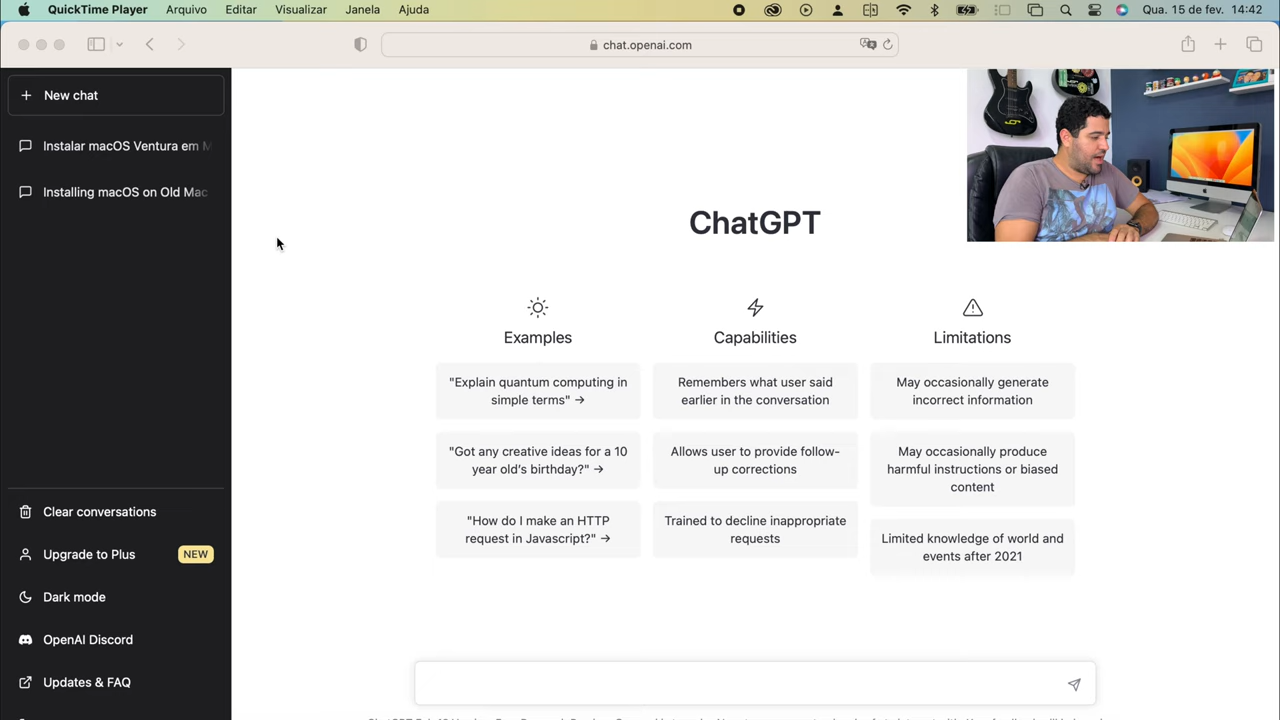 QuickTime Player Arquivo Editar Visualizar Janela Ajuda Qua. 15 de fev. 14:42
chat.openai.com
New chat
Instalar macOS Ventura em
Installing macOS on Old Mac
ChatGPT
Examples
"Explain quantum computing in
simple terms" →
"Got any creative ideas for a 10
year old's birthday?" →
"How do I make an HTTP
request in Javascript?" →
Capabilities
Remembers what user said
earlier in the conversation
Allows user to provide follow-
up corrections
Trained to decline inappropriate
requests
Limitations
May occasionally generate
incorrect information
May occasionally produce
harmful instructions or biased
content
Limited knowledge of world and
events after 2021
Clear conversations
Upgrade to Plus NEW
Dark mode
OpenAI Discord
Updates & FAQ